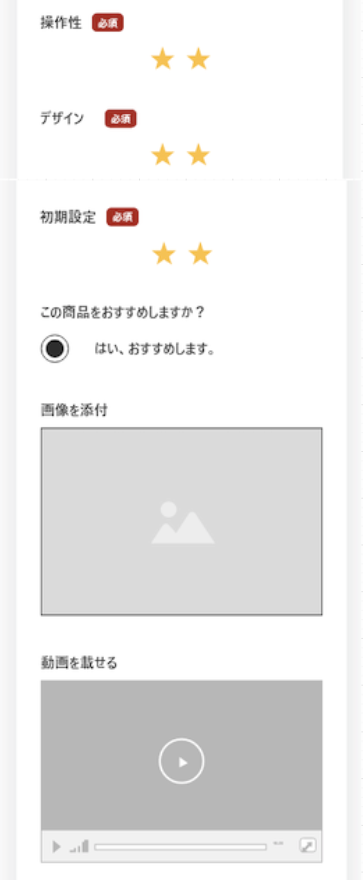 操作性 必須
デザイン 必須
初期設定 必須
この商品をおすすめしますか？
はい、おすすめします。
画像を添付
動画を載せる